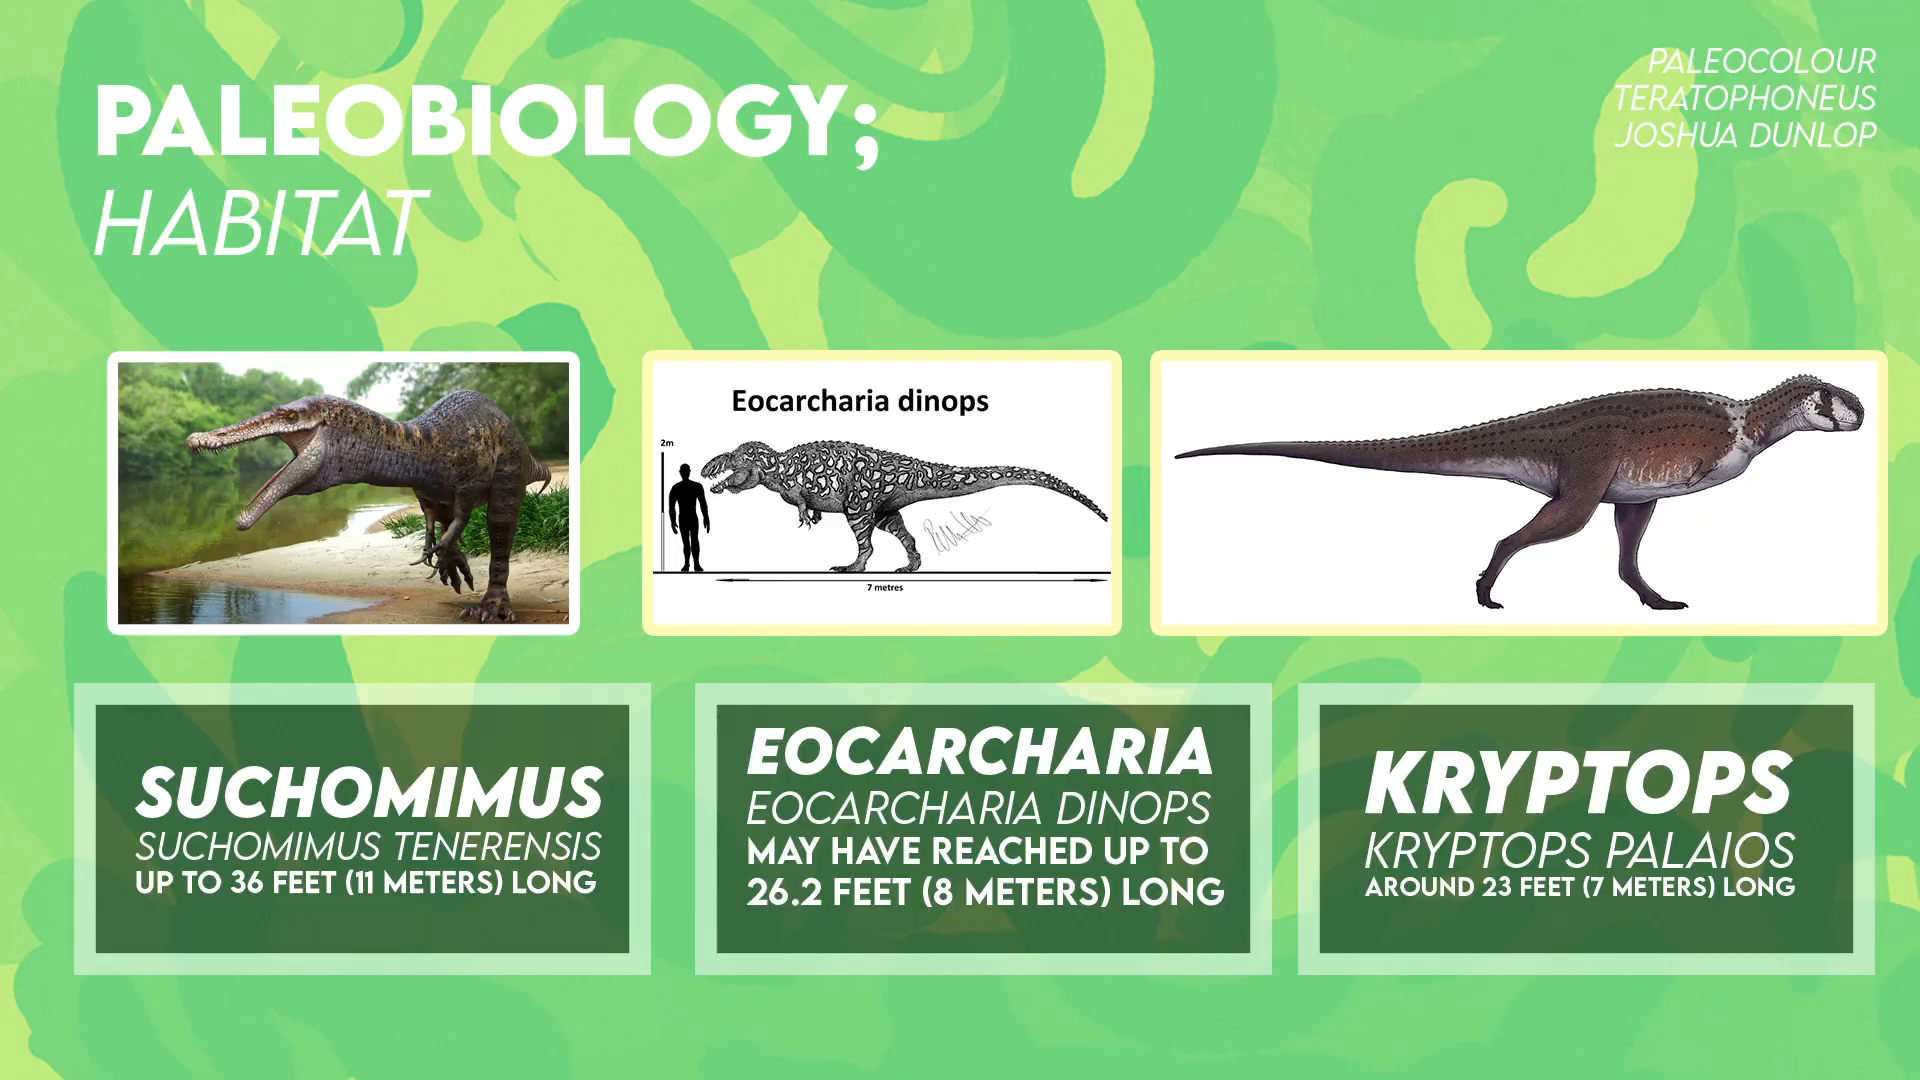 PALEOBIOLOGY;
HABITAT
PALEOCOLOUR
TERATOPHONEUS
JOSHUA DUNLOP
Eocarcharia dinops
2m
7 metres
SUCHOMIMUS
SUCHOMIMUS TENERENSIS
UP TO 36 FEET (11 METERS) LONG
EOCARCHARIA
EOCARCHARIA DINOPS
MAY HAVE REACHED UP TO
26.2 FEET (8 METERS) LONG
KRYPTOPS
KRYPTOPS PALAIOS
AROUND 23 FEET (7 METERS) LONG